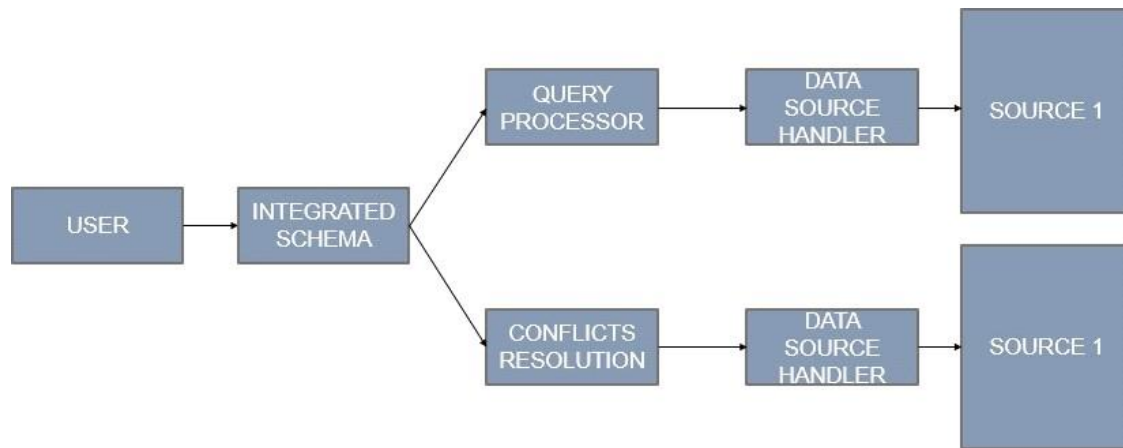 USER
INTEGRATED
SCHEMA
QUERY
PROCESSOR
DATA
SOURCE
HANDLER
SOURCE 1
CONFLICTS
RESOLUTION
DATA
SOURCE
HANDLER
SOURCE 1